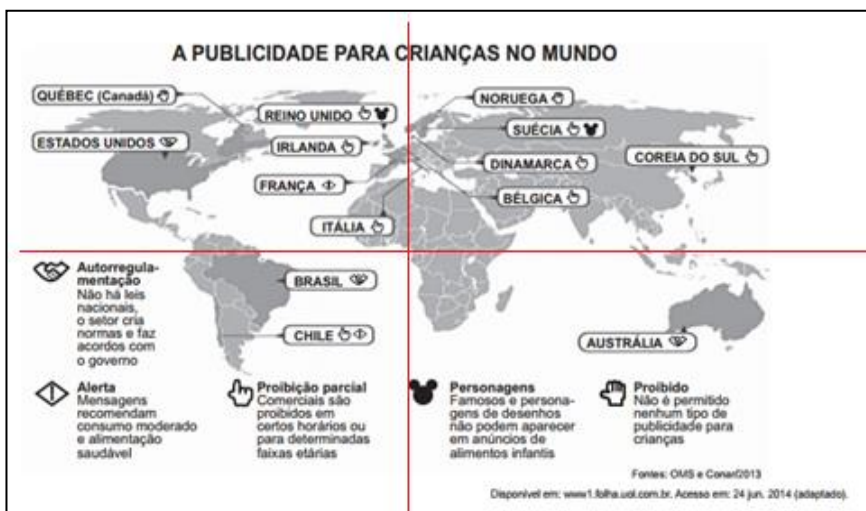 A PUBLICIDADE PARA CRIANÇAS NO MUNDO
QUÉBEC (Canadá)
NORUEGA
REINO UNIDO
SUÉCIA
ESTADOS UNIDOS
IRLANDA
DINAMARCA
COREIA DO SUL
FRANÇA
BÉLGICA
ITÁLIA
BRASIL
CHILE
AUSTRÁLIA
Autorregula-
mentação
Não há leis
nacionais,
o setor cria
normas e faz
acordos com
o governo
Alerta
Mensagens
recomendam
consumo moderado
e alimentação
saudável
Proibição parcial
Comerciais são
proibidos em
certos horários ou
para determinadas
faixas etárias
Personagens
Famosos e persona-
gens de desenhos
não podem aparecer
em anúncios de
alimentos infantis
Proibido
Não é permitido
nenhum tipo de
publicidade para
crianças
Fontes: OMS e Conar/2013
Disponível em: www1.folha.uol.com.br. Acesso em: 24 jun. 2014 (adaptado).